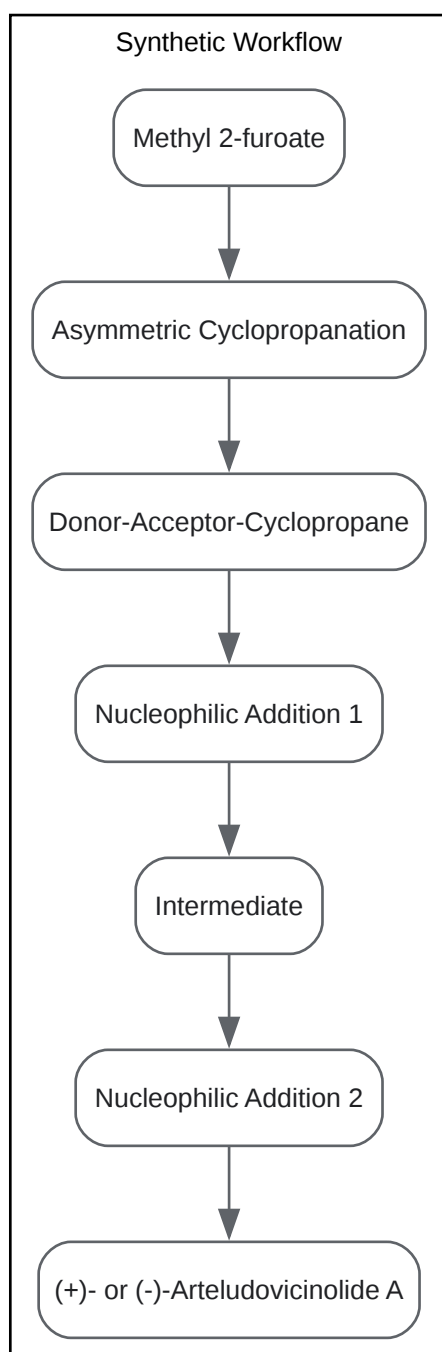 Synthetic Workflow
Methyl 2-furoate
Asymmetric Cyclopropanation
Donor-Acceptor-Cyclopropane
Nucleophilic Addition 1
Intermediate
Nucleophilic Addition 2
(+)- or (-)-Arteludovicinolide A